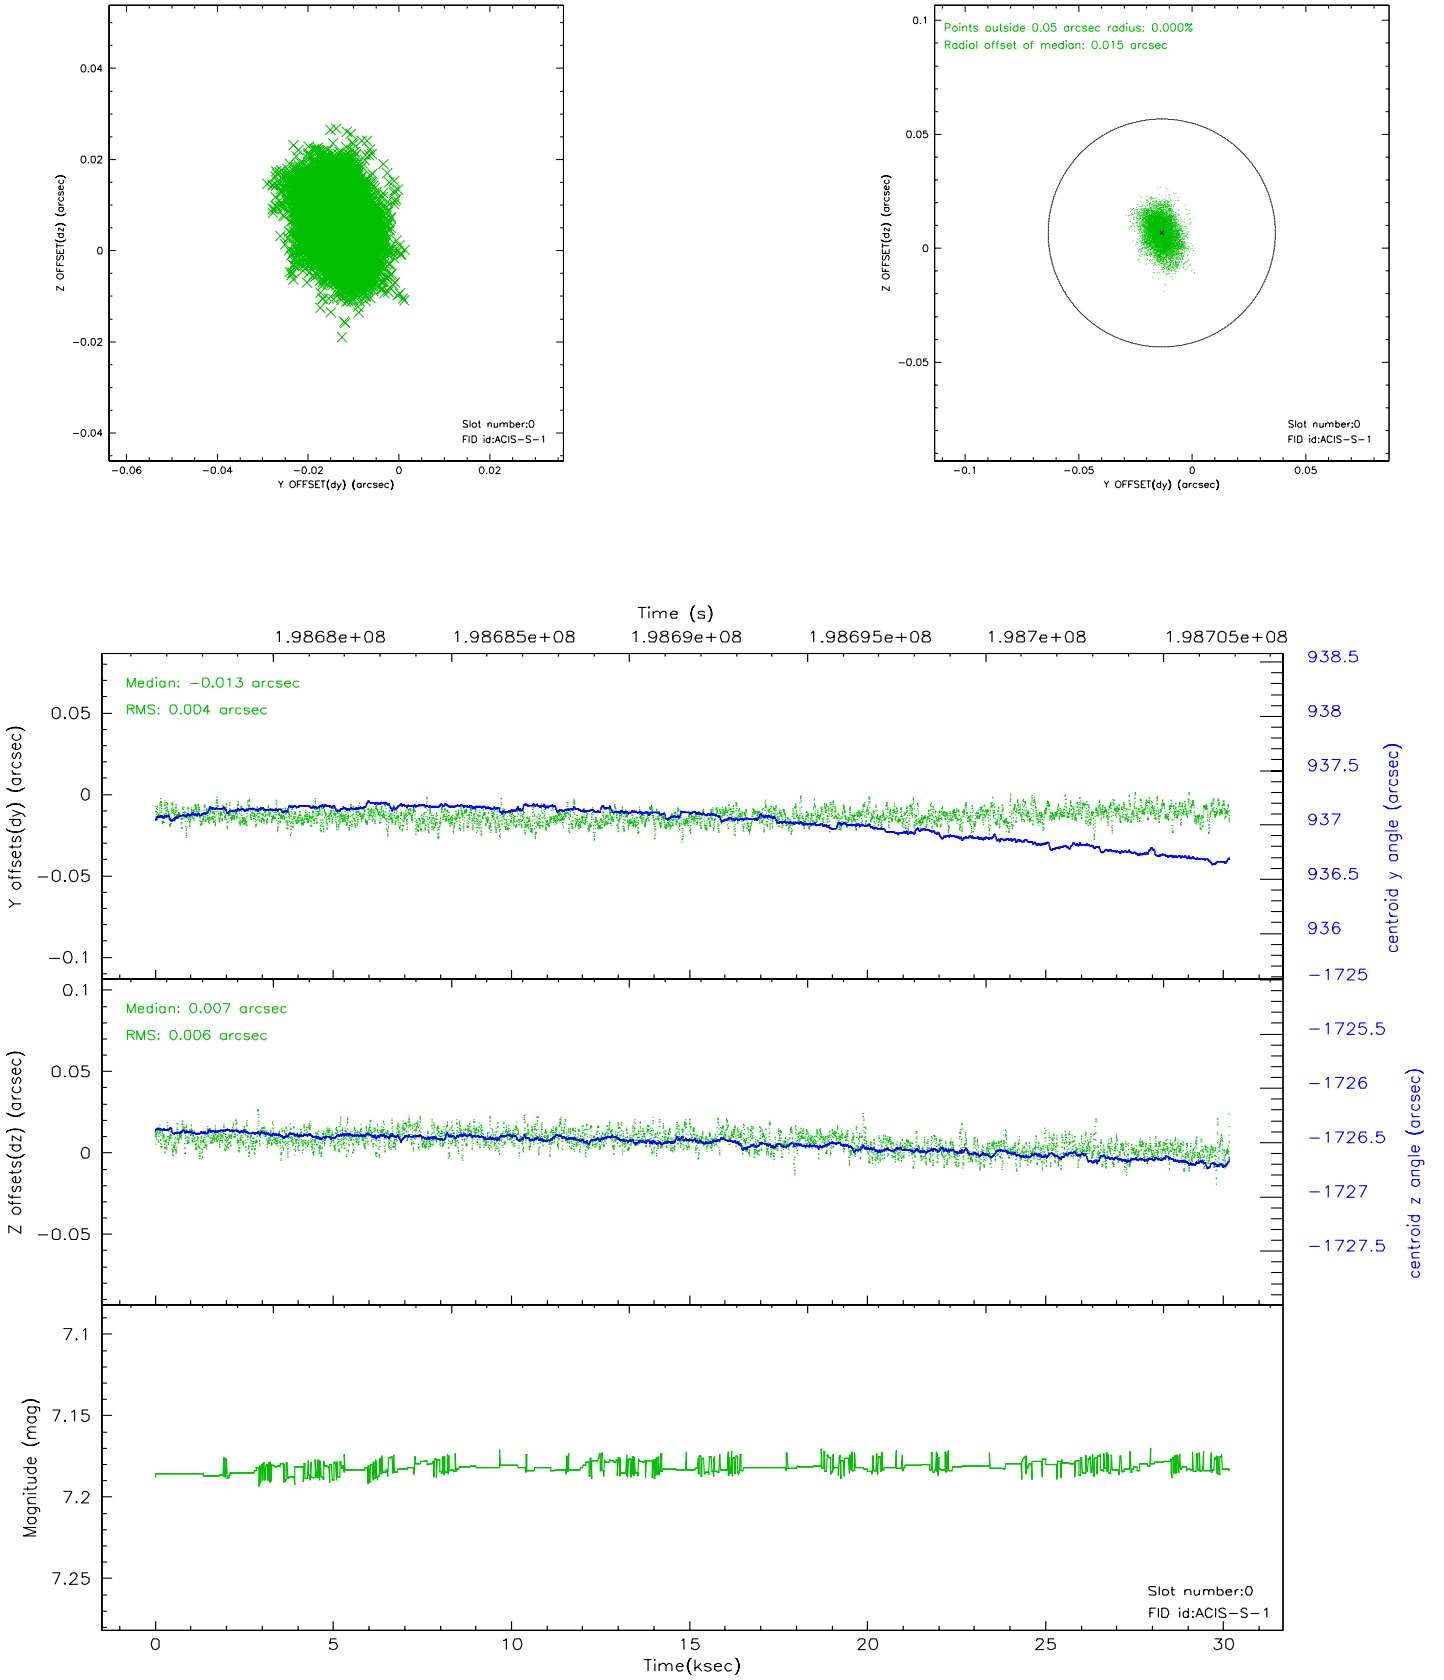 0.04
0.02
0
-0.02
-0.04
Z OFFSET(dz) (arcsec)
Slot number:0
FID id:ACIS-S-1
-0.06 -0.04 -0.02 0 0.02
Y OFFSET(dy) (arcsec)
Points outside 0.05 arcsec radius: 0.000%
Radial offset of median: 0.015 arcsec
0.1
0.05
0
-0.05
Z OFFSET(dz) (arcsec)
Slot number:0
FID id:ACIS-S-1
-0.1 -0.05 0 0.05
Y OFFSET(dy) (arcsec)
Time (s)
1.9868e+08 1.98685e+08 1.9869e+08 1.98695e+08 1.987e+08 1.98705e+08
Median: -0.013 arcsec
RMS: 0.004 arcsec
0.05
0
-0.05
-0.1
Y offsets(dy) (arcsec)
938.5
938
937.5
937
936.5
936
centroid y angle (arcsec)
Median: 0.007 arcsec
RMS: 0.006 arcsec
0.1
0.05
0
-0.05
Z offsets(dz) (arcsec)
-1725
-1725.5
-1726
-1726.5
-1727
-1727.5
centroid z angle (arcsec)
7.1
7.15
7.2
7.25
Magnitude (mag)
Slot number:0
FID id:ACIS-S-1
0 5 10 15 20 25 30
Time(ksec)